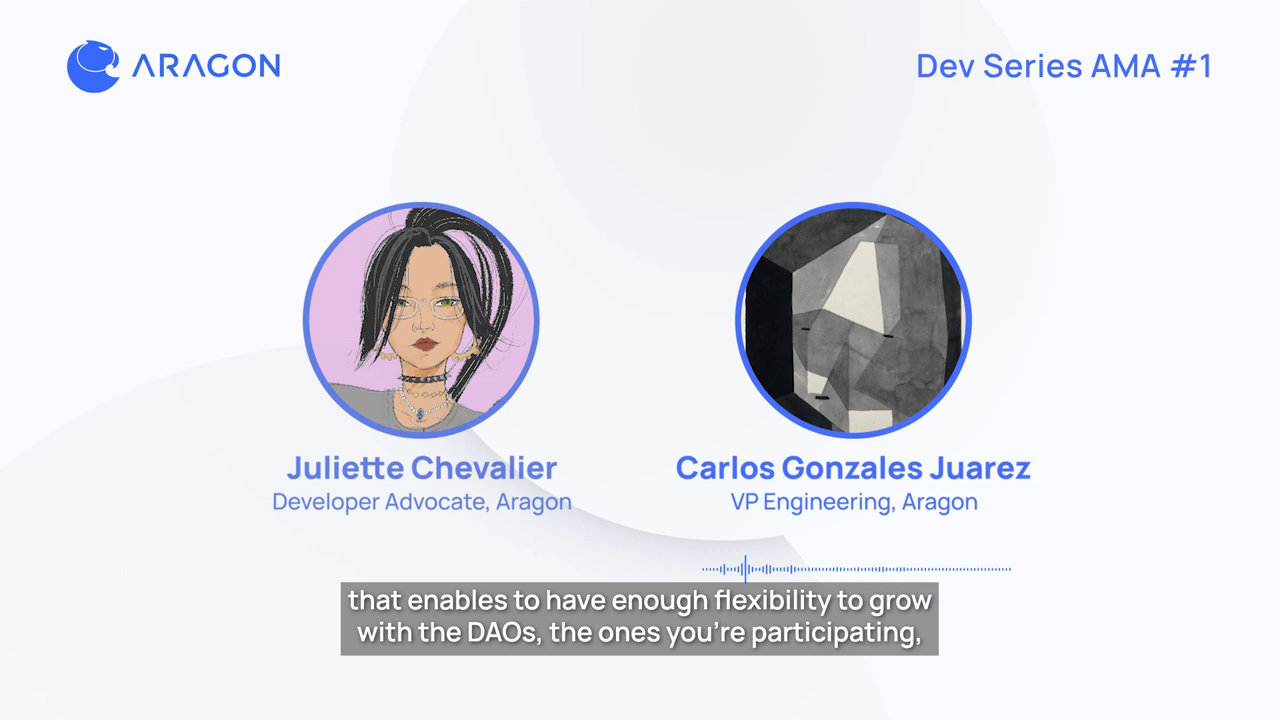 ARAGON
Dev Series AMA #1
Juliette Chevalier
Developer Advocate, Aragon
Carlos Gonzales Juarez
VP Engineering, Aragon
that enables to have enough flexibility to grow
with the DAOs, the ones you're participating,